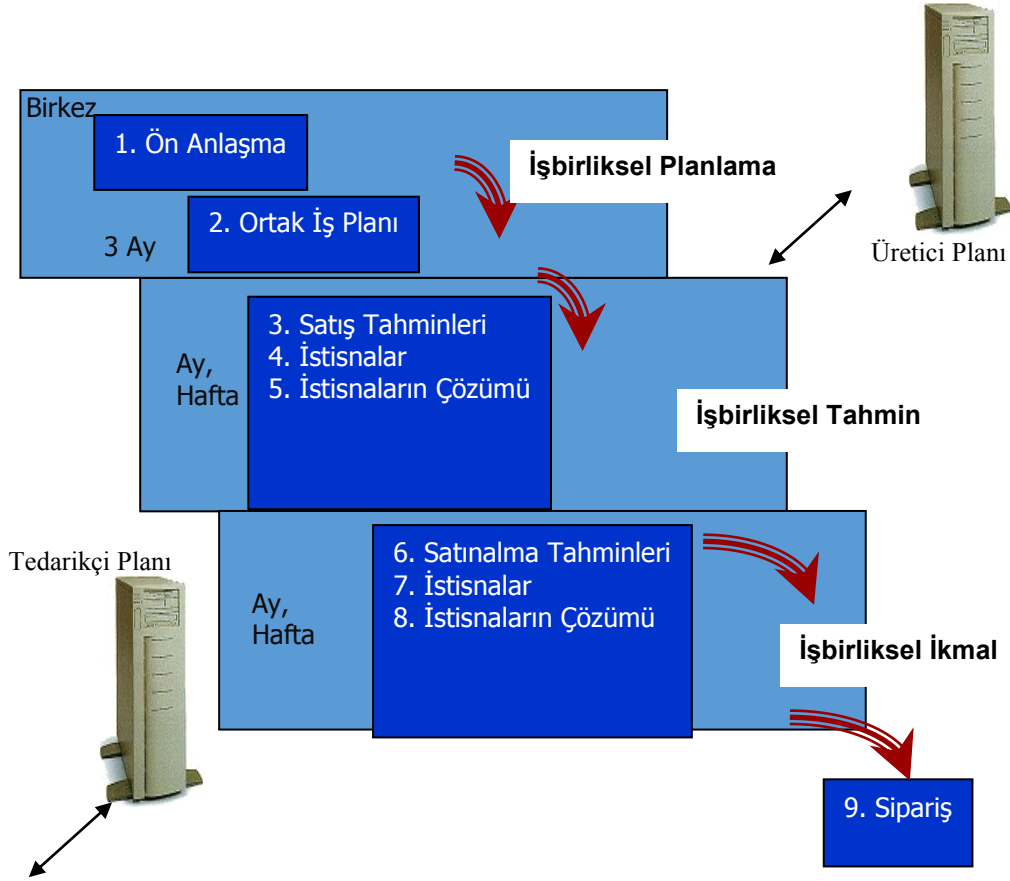 Birkez
1. Ön Anlaşma
İşbirliksel Planlama
2. Ortak İş Planı
3 Ay
Üretici Planı
3. Satış Tahminleri
4. İstisnalar
5. İstisnaların Çözümü
Ay,
Hafta
İşbirliksel Tahmin
Tedarikçi Planı
6. Satınalma Tahminleri
7. İstisnalar
8. İstisnaların Çözümü
Ay,
Hafta
İşbirliksel İkmal
9. Sipariş